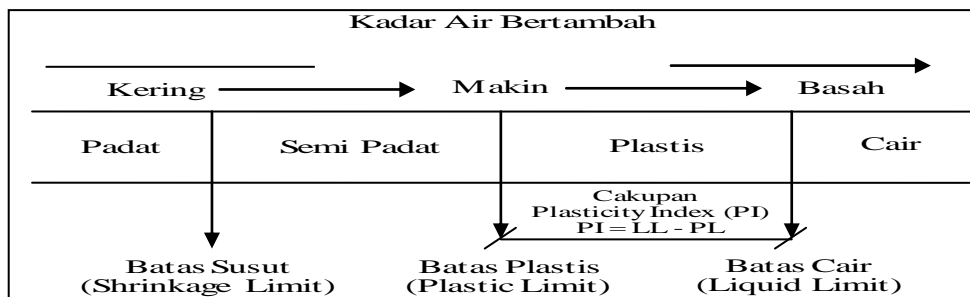 Kadar Air Bertambah
Kering Makin Basah
Padat Semi Padat Plastis Cair
Cakupan
Plasticity Index (PI)
PI = LL - PL
Batas Susut Batas Plastis Batas Cair
(Shrinkage Limit) (Plastic Limit) (Liquid Limit)